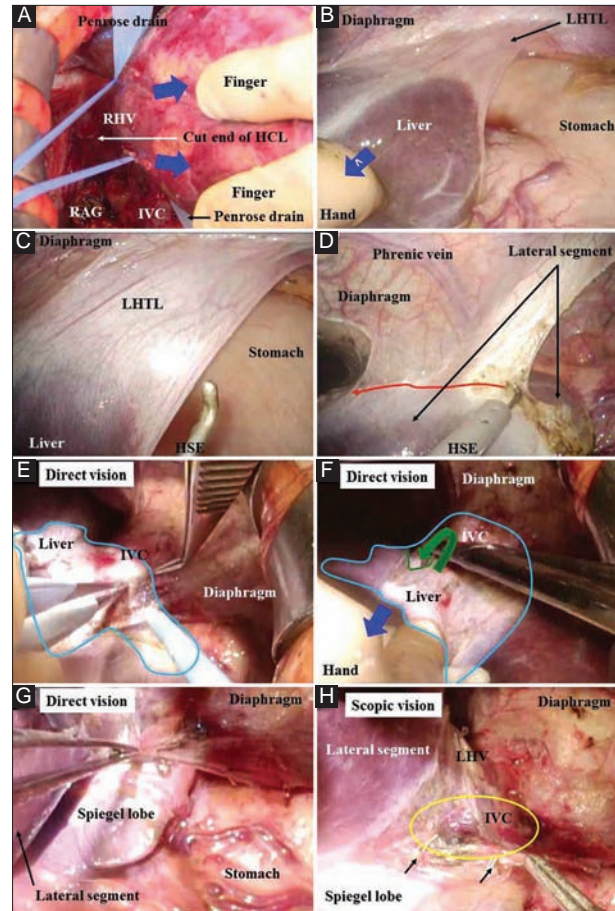 A
Penrose drain
Finger
RHV
Cut end of HCL
Finger
RAG
IVC
Penrose drain
B
Diaphragm
LHTL
Liver
Stomach
Hand
C
Diaphragm
LHTL
Stomach
Liver
HSE
D
Phrenic vein
Lateral segment
Diaphragm
HSE
E
Direct vision
Liver
IVC
Diaphragm
F
Direct vision
Diaphragm
IVC
Liver
Hand
G
Direct vision
Diaphragm
Spiegel lobe
Stomach
Lateral segment
H
Scopic vision
Diaphragm
Lateral segment
LHV
IVC
Spiegel lobe